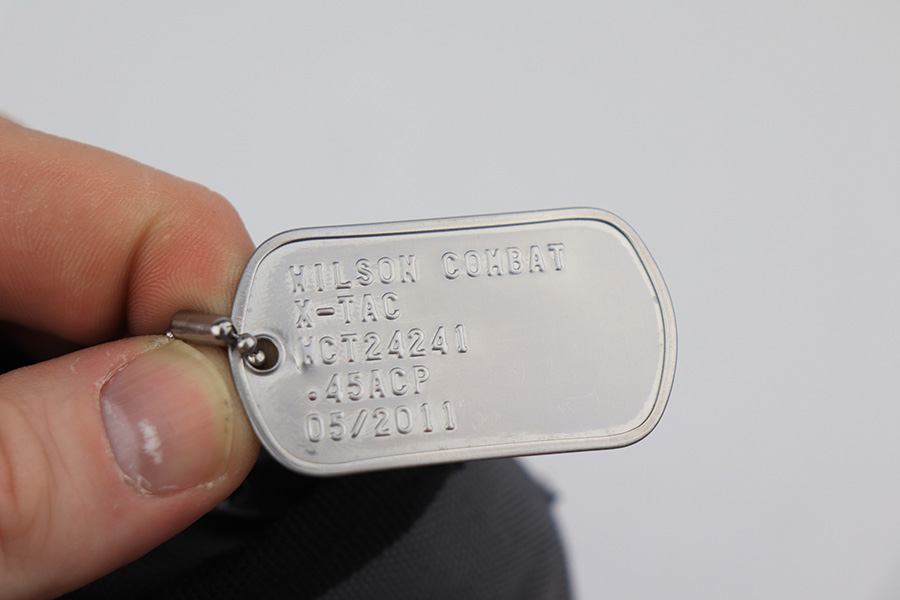 WILSON COMBAT
X-TAC
WCT24241
.45ACP
05/2011